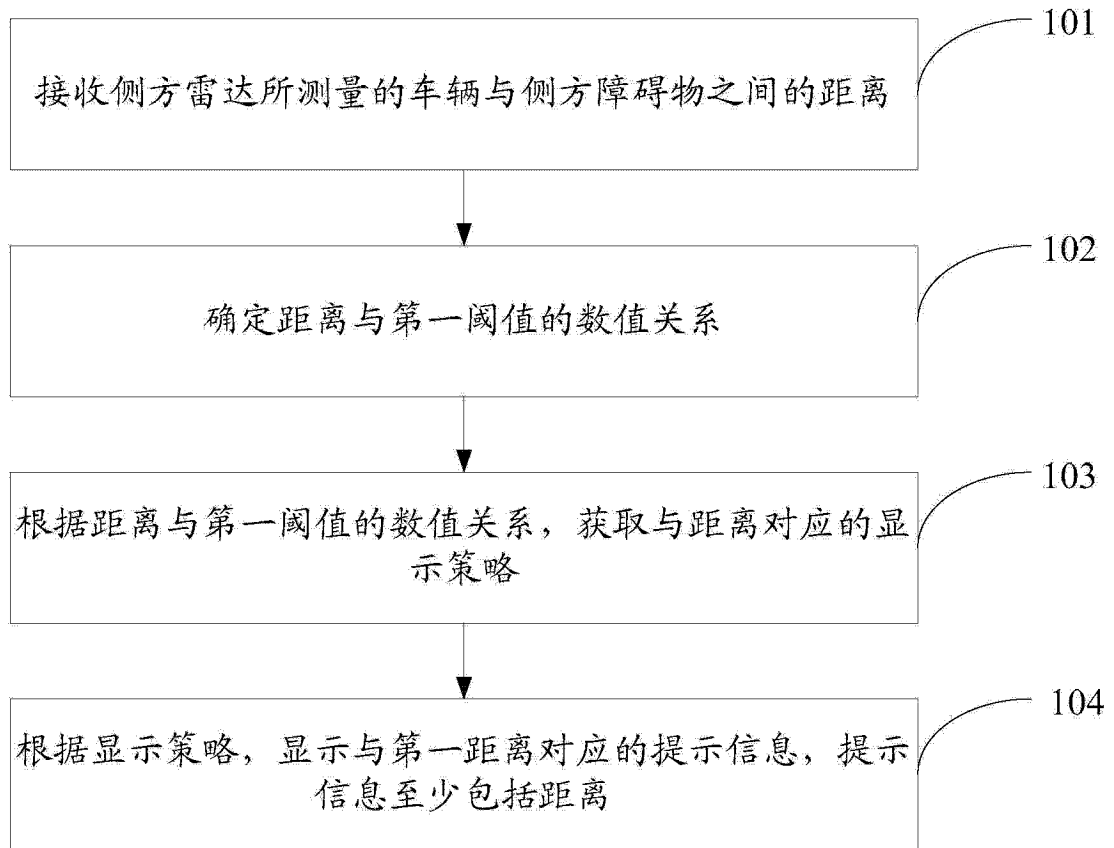 101
接收侧方雷达所测量的车辆与侧方障碍物之间的距离
102
确定距离与第一阈值的数值关系
103
根据距离与第一阈值的数值关系，获取与距离对应的显
示策略
104
根据显示策略，显示与第一距离对应的提示信息，提示
信息至少包括距离